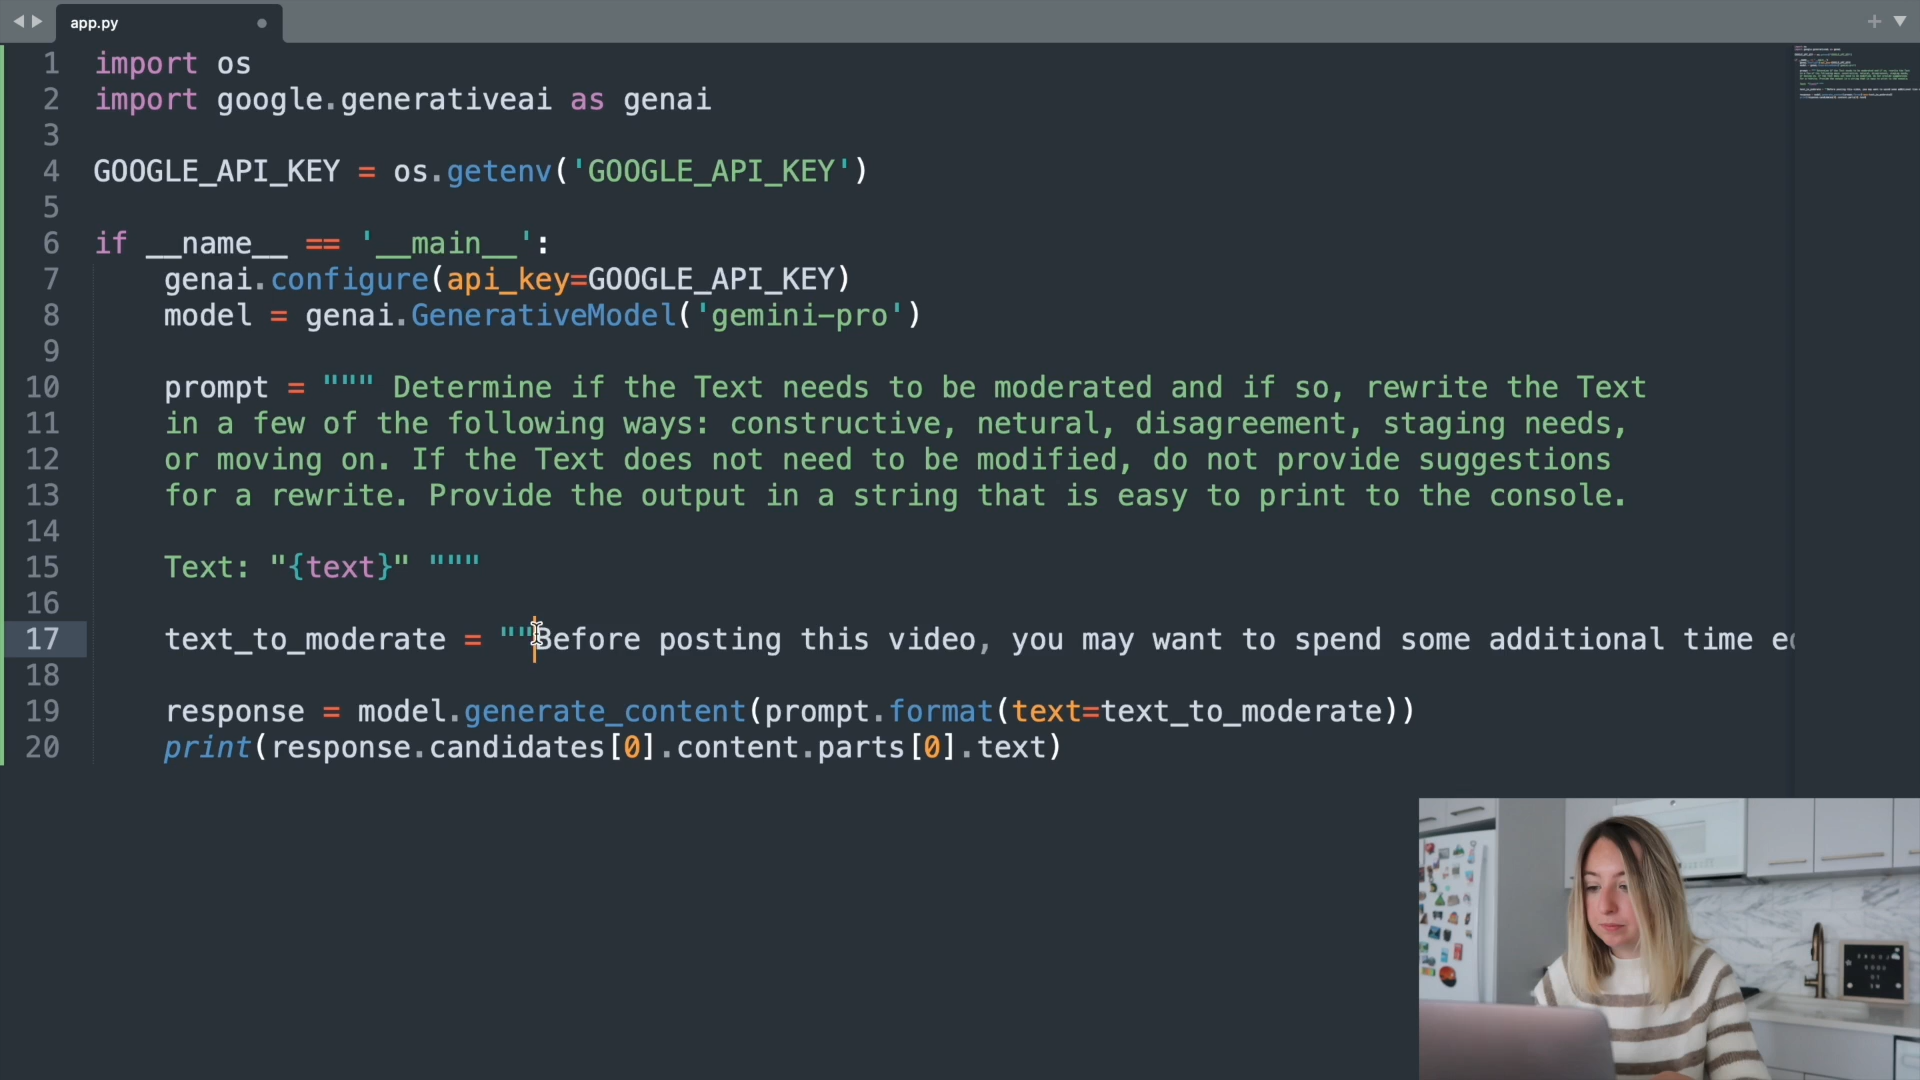 app.py
1 import os
2 import google.generativeai as genai
3
4 GOOGLE_API_KEY = os.getenv('GOOGLE_API_KEY')
5
6 if __name__ == '__main__':
7 genai.configure(api_key=GOOGLE_API_KEY)
8 model = genai.GenerativeModel('gemini-pro')
9
10 prompt = """ Determine if the Text needs to be moderated and if so, rewrite the Text
11 in a few of the following ways: constructive, netural, disagreement, staging needs,
12 or moving on. If the Text does not need to be modified, do not provide suggestions
13 for a rewrite. Provide the output in a string that is easy to print to the console.
14
15 Text: "{text}" """
16
17 text_to_moderate = ""Before posting this video, you may want to spend some additional time
18
19 response = model.generate_content(prompt.format(text=text_to_moderate))
20 print(response.candidates[0].content.parts[0].text)